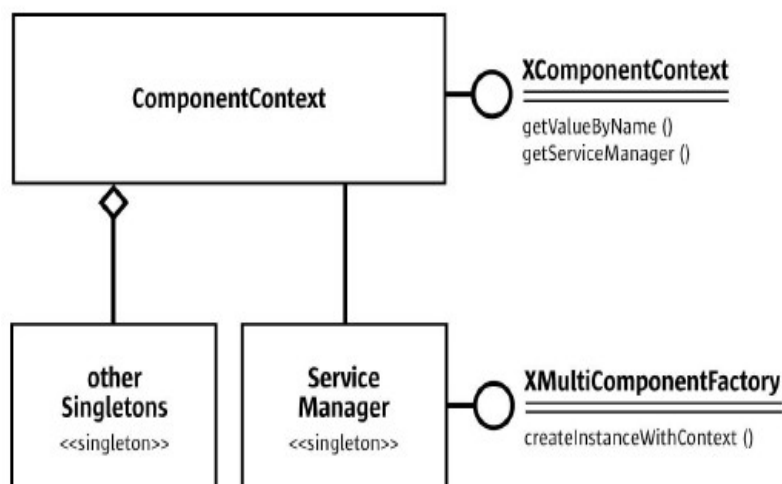 ComponentContext
XComponentContext
getValueByName ()
getServiceManager ()
other
Singletons
<<singleton>>
Service
Manager
<<singleton>>
XMultiComponentFactory
createInstanceWithContext ()